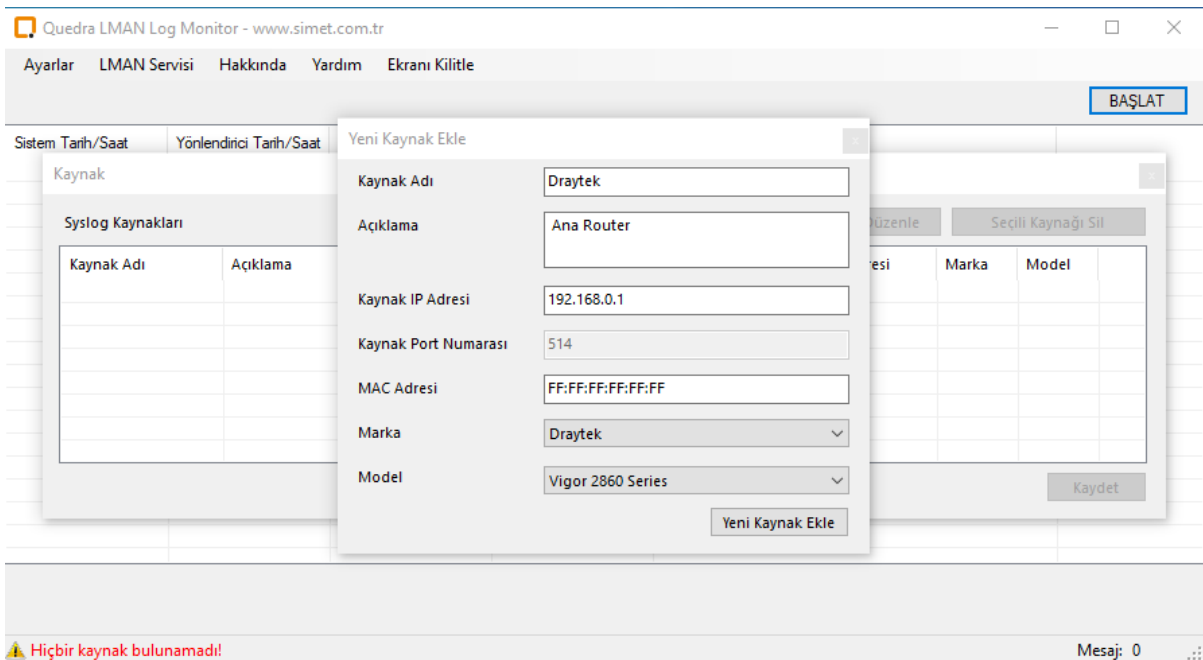 Quedra LMAN Log Monitor - www.simet.com.tr
Ayarlar LMAN Servisi Hakkında Yardım Ekranı Kilitle
BAŞLAT
Sistem Tarih/Saat Yönlendirici Tarih/Saat
Kaynak
Syslog Kaynakları
Düzenle Seçili Kaynağı Sil
Kaynak Adı Açıklama
resi Marka Model
Kaydet
Yeni Kaynak Ekle
Kaynak Adı Draytek
Açıklama Ana Router
Kaynak IP Adresi 192.168.0.1
Kaynak Port Numarası 514
MAC Adresi FF:FF:FF:FF:FF:FF
Marka Draytek
Model Vigor 2860 Series
Yeni Kaynak Ekle
Hiçbir kaynak bulunamadı! Mesaj: 0